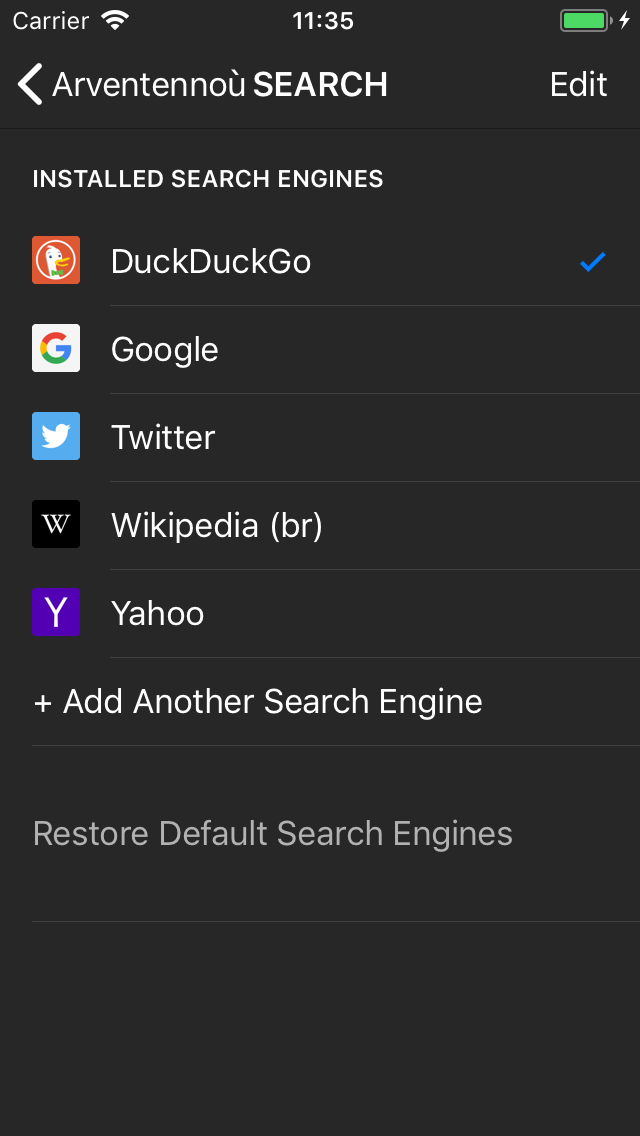 Carrier 11:35
Arventennoù SEARCH Edit
INSTALLED SEARCH ENGINES
DuckDuckGo
Google
Twitter
W Wikipedia (br)
Y Yahoo
+ Add Another Search Engine
Restore Default Search Engines